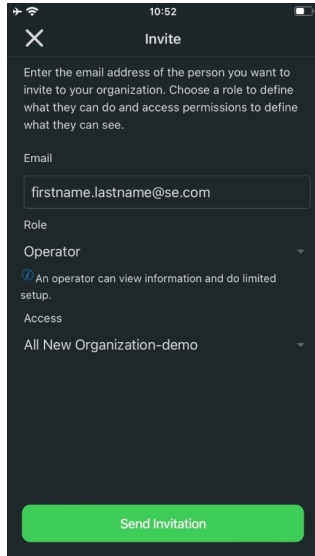 10:52
Invite
Enter the email address of the person you want to
invite to your organization. Choose a role to define
what they can do and access permissions to define
what they can see.
Email
firstname.lastname@se.com
Role
Operator
An operator can view information and do limited
setup.
Access
All New Organization-demo
Send Invitation